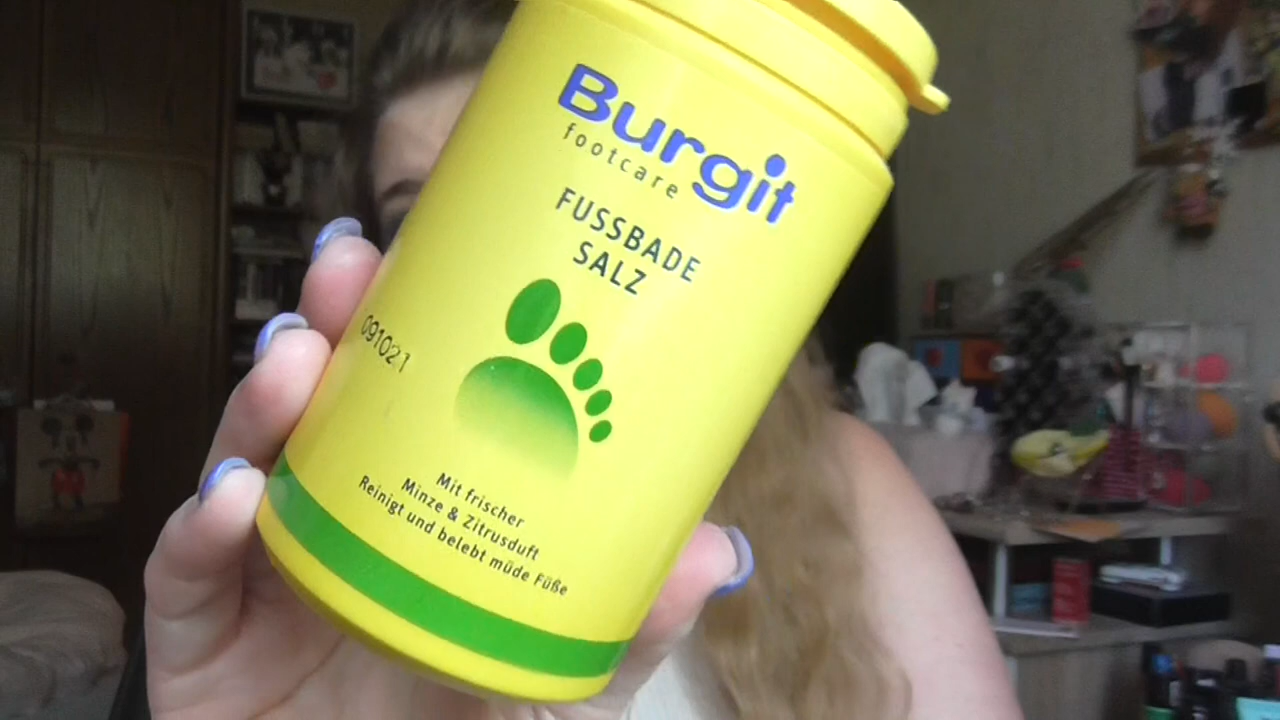 Burgit
footcare
FUSSBADE
SALZ
091021
Mit frischer
Minze & Zitrusduft
Reinigt und belebt müde Füße